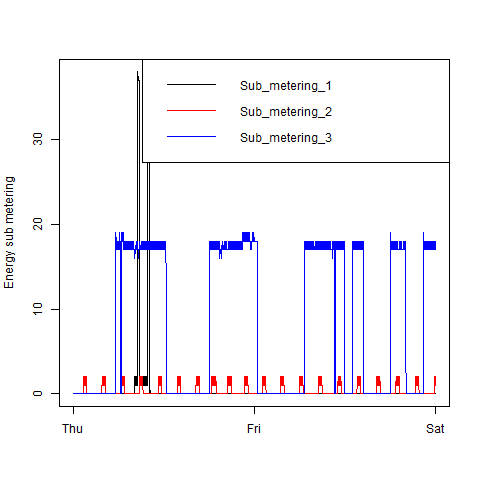 Sub_metering_1
Sub_metering_2
Sub_metering_3
Energy sub metering
30
20
10
0
Thu Fri Sat